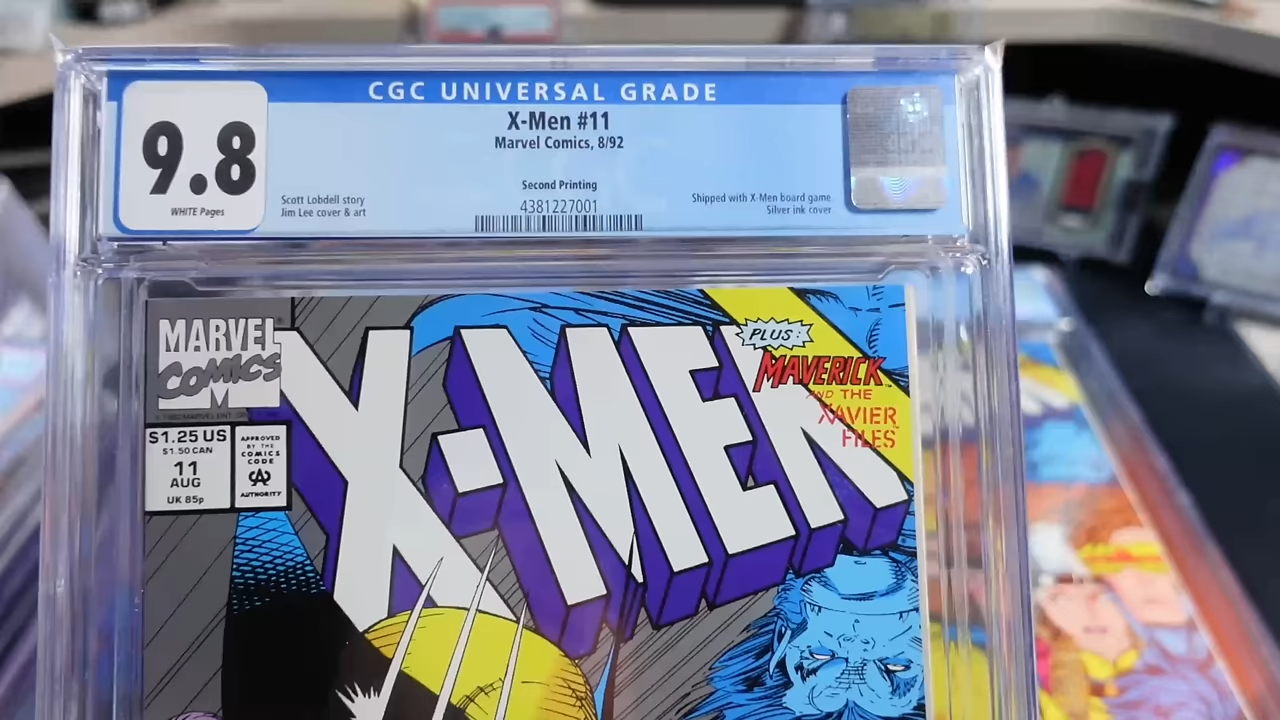 CGC UNIVERSAL GRADE
9.8
WHITE Pages
X-Men #11
Marvel Comics, 8/92
Second Printing
4381227001
Scott Lobdell story
Jim Lee cover & art
Shipped with X-Men board game
Silver ink cover
MARVEL
COMICS
$1.25 US
$1.50 CAN
11
AUG
UK 85p
APPROVED
BY THE
COMICS
CODE
CA
AUTHORITY
X-MEN
PLUS:
MAVERICK™
AND THE
XAVIER
FILES™